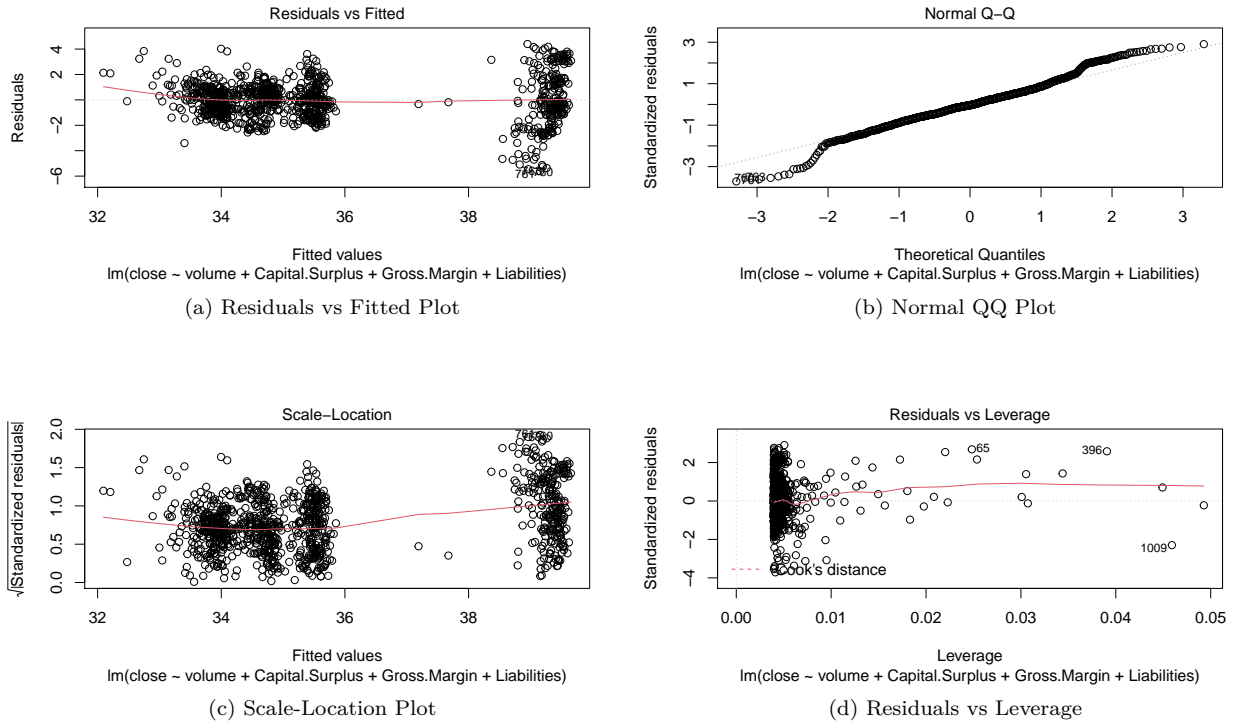 Residuals vs Fitted
Residuals
4
2
−2
−6
32
34
36
38
Fitted values
lm(close ~ volume + Capital.Surplus + Gross.Margin + Liabilities)
(a) Residuals vs Fitted Plot
Normal Q−Q
Standardized residuals
3
1
−1
−3
−3
−2
−1
0
1
2
3
Theoretical Quantiles
lm(close ~ volume + Capital.Surplus + Gross.Margin + Liabilities)
(b) Normal QQ Plot
Scale−Location
√|Standardized residuals|
2.0
1.5
1.0
0.5
0.0
32
34
36
38
Fitted values
lm(close ~ volume + Capital.Surplus + Gross.Margin + Liabilities)
(c) Scale-Location Plot
Residuals vs Leverage
Standardized residuals
2
0
−2
−4
65
396
1009
Cook's distance
0.00
0.01
0.02
0.03
0.04
0.05
Leverage
lm(close ~ volume + Capital.Surplus + Gross.Margin + Liabilities)
(d) Residuals vs Leverage